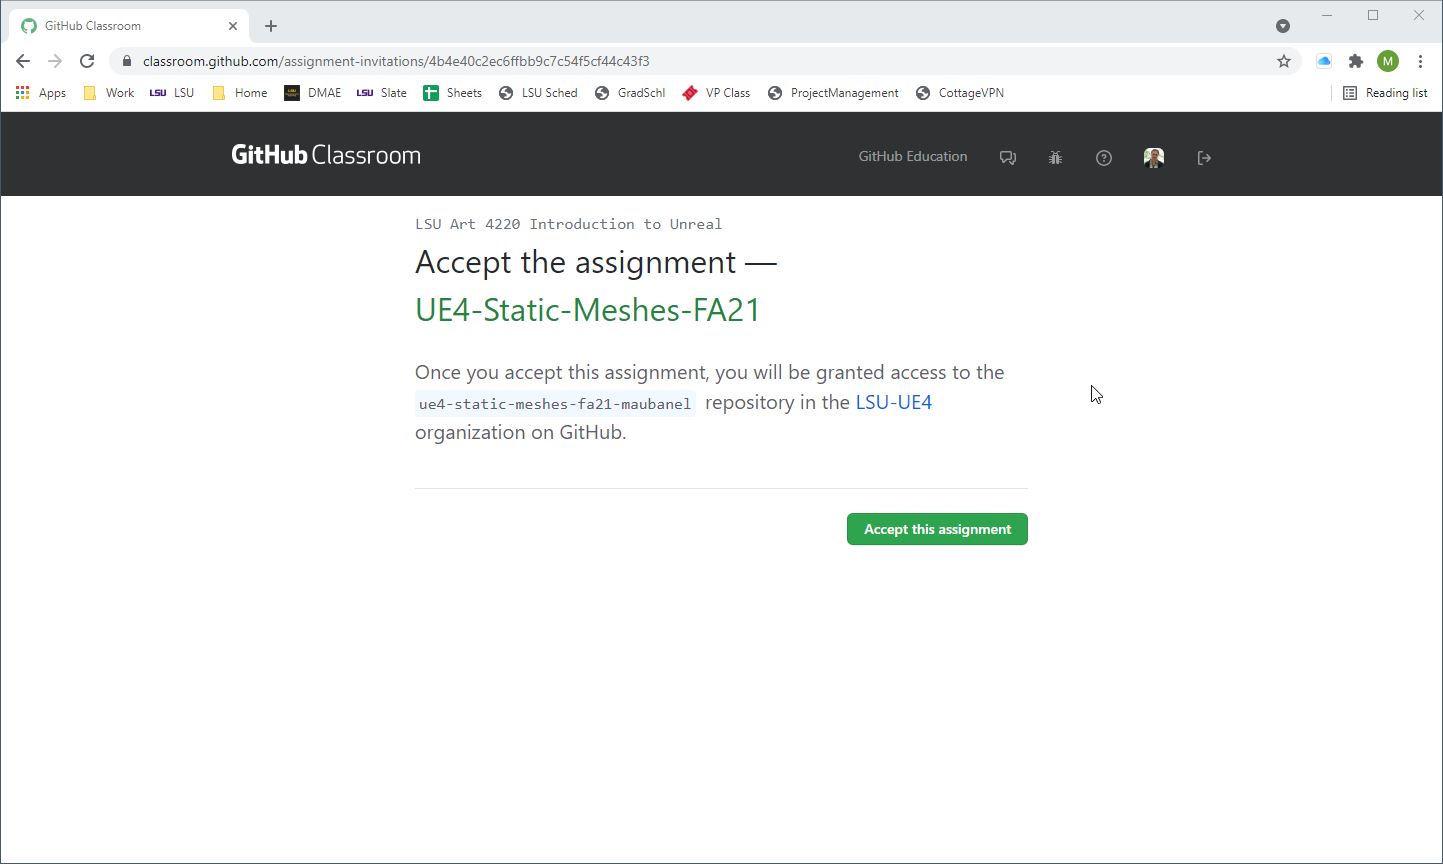 GitHub Classroom
classroom.github.com/assignment-invitations/4b4e40c2ec6ffbb9c7c54f5cf44c43f3
M
Apps Work LSU LSU Home DMAE LSU Slate Sheets LSU Sched GradSchl VP Class ProjectManagement CottageVPN Reading list
GitHub Classroom GitHub Education
LSU Art 4220 Introduction to Unreal
Accept the assignment —
UE4-Static-Meshes-FA21
Once you accept this assignment, you will be granted access to the
ue4-static-meshes-fa21-maubanel repository in the LSU-UE4
organization on GitHub.
Accept this assignment